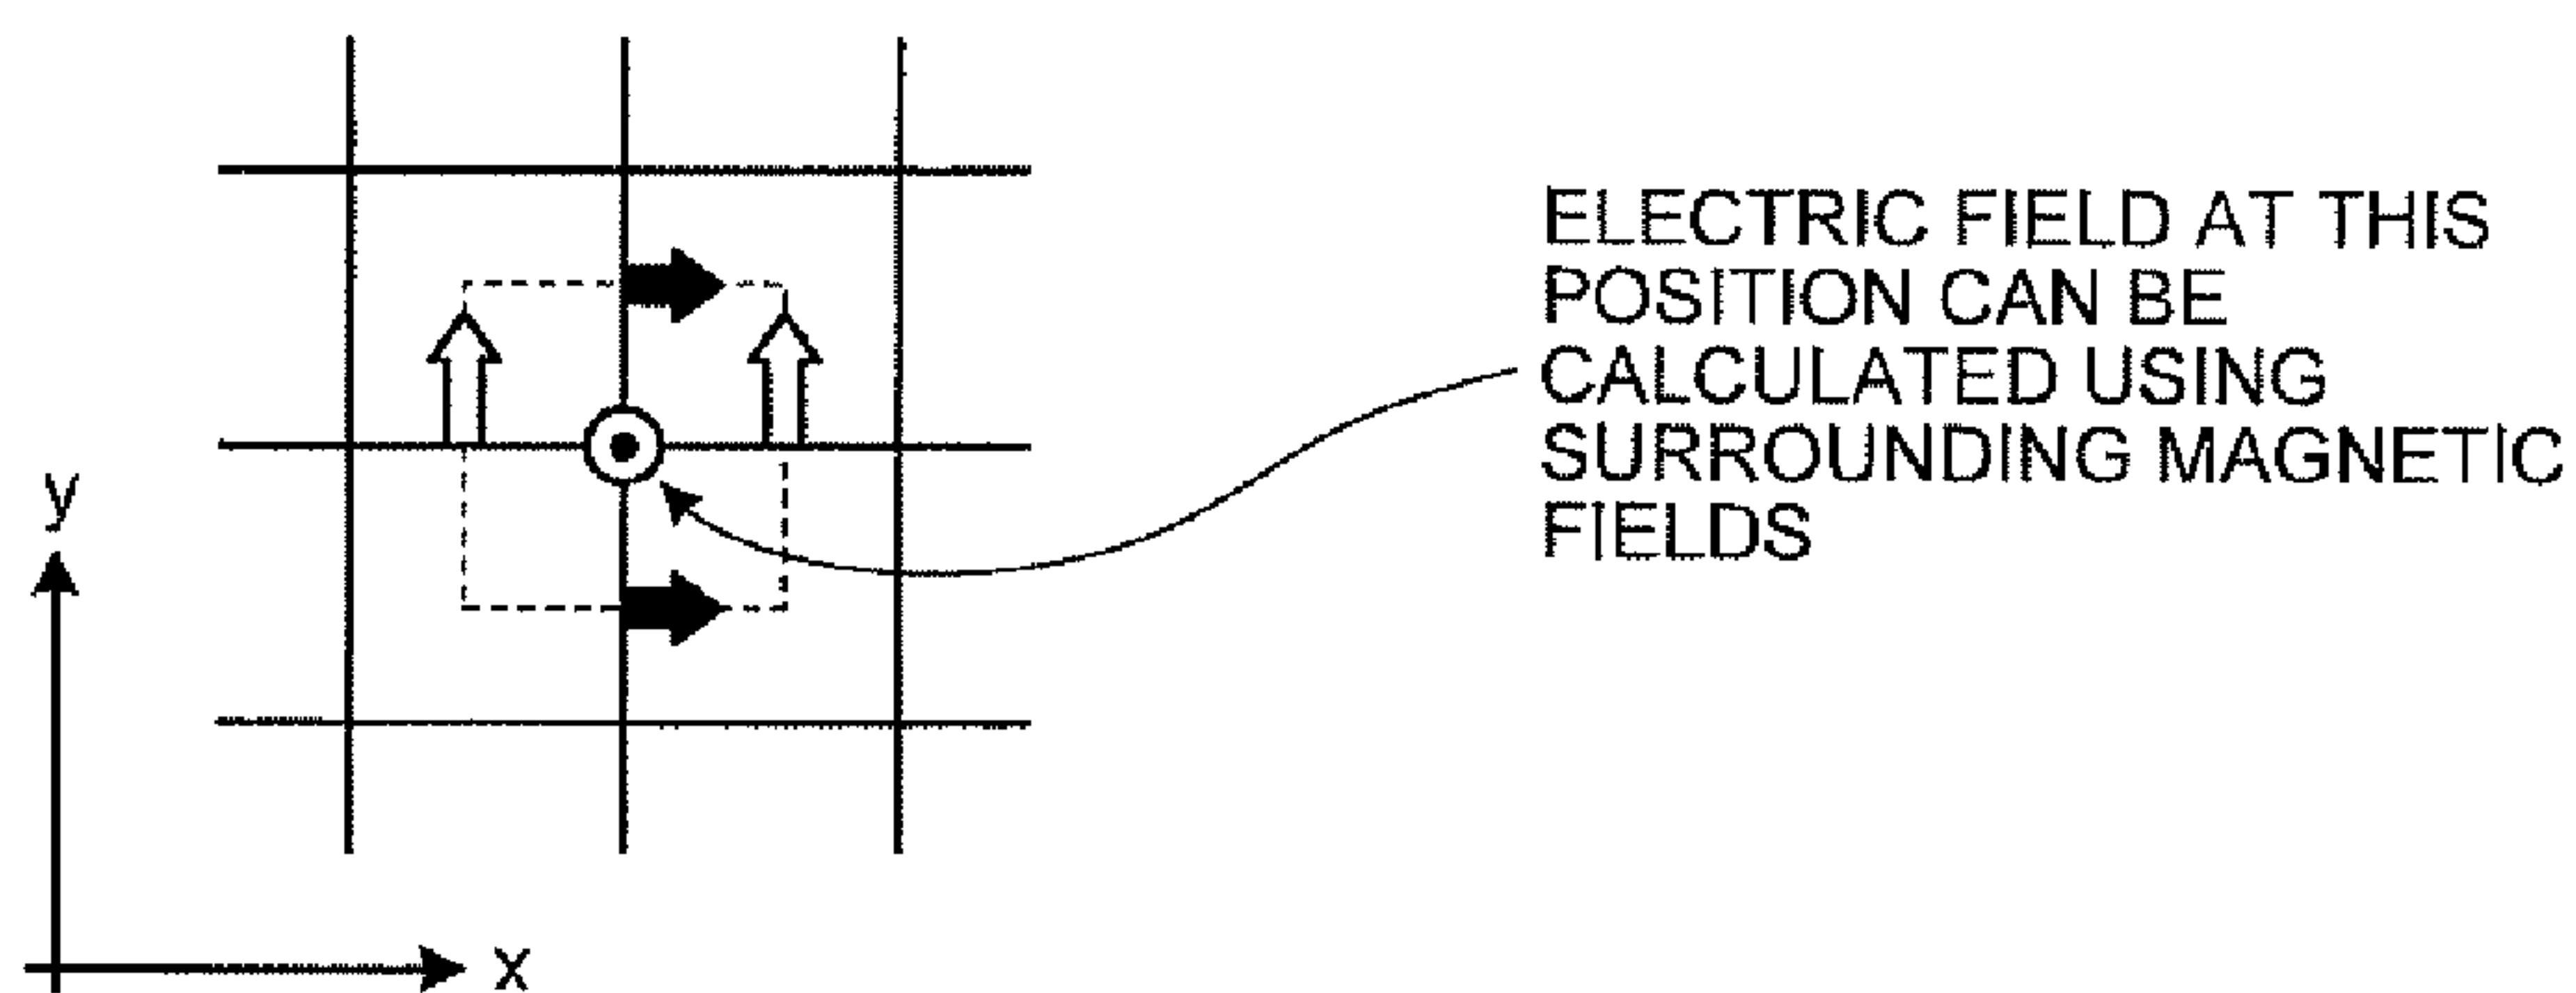 ELECTRIC FIELD AT THIS
POSITION CAN BE
CALCULATED USING
SURROUNDING MAGNETIC
FIELDS
y
x